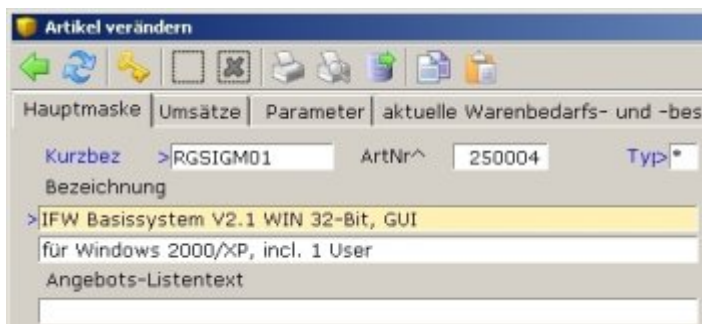 Artikel verändern
Hauptmaske Umsätze Parameter aktuelle Warenbedarfs- und -bes
Kurzbez >RGSIGM01 ArtNr^ 250004 Typ>*
Bezeichnung
>IFW Basissystem V2.1 WIN 32-Bit, GUI
für Windows 2000/XP, incl. 1 User
Angebots-Listentext